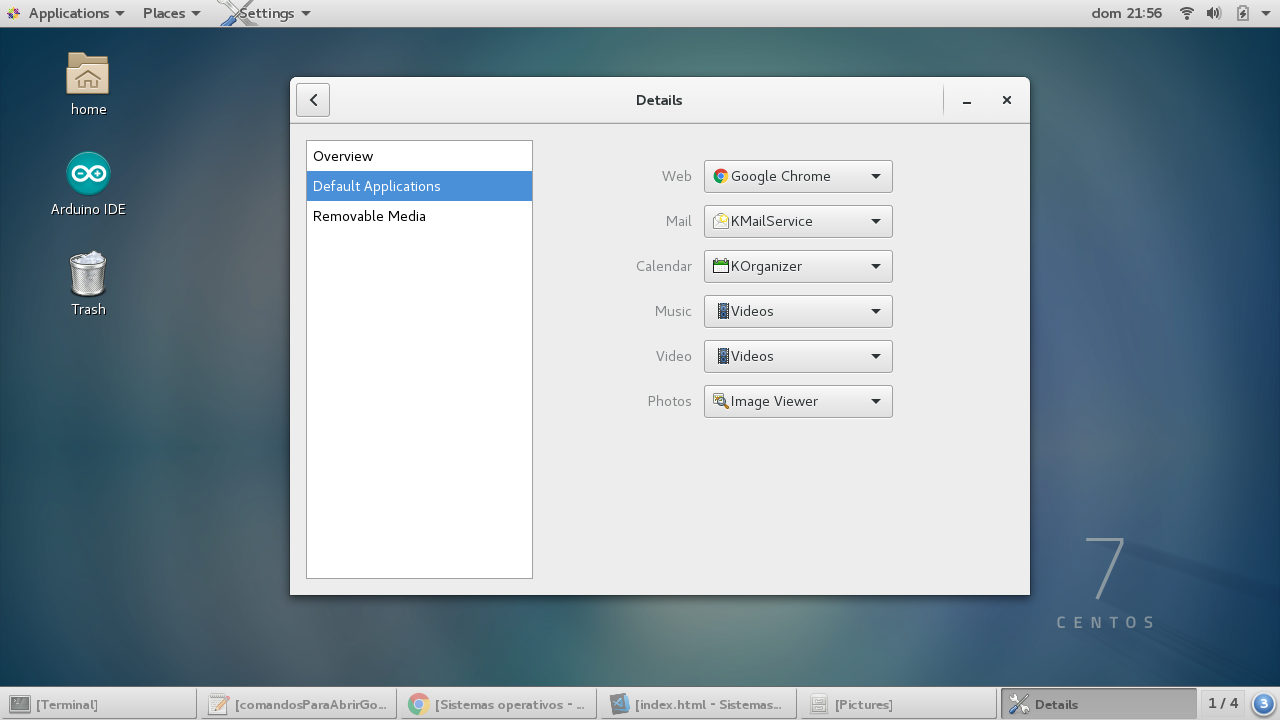 Applications Places Settings dom 21:56
home
Arduino IDE
Trash
Details
Overview
Default Applications
Removable Media
Web Google Chrome
Mail KMailService
Calendar KOrganizer
Music Videos
Video Videos
Photos Image Viewer
7
CENTOS
[Terminal] [comandosParaAbrirGo... [Sistemas operativos - ... [index.html - Sistemas... [Pictures] Details 1 / 4 3